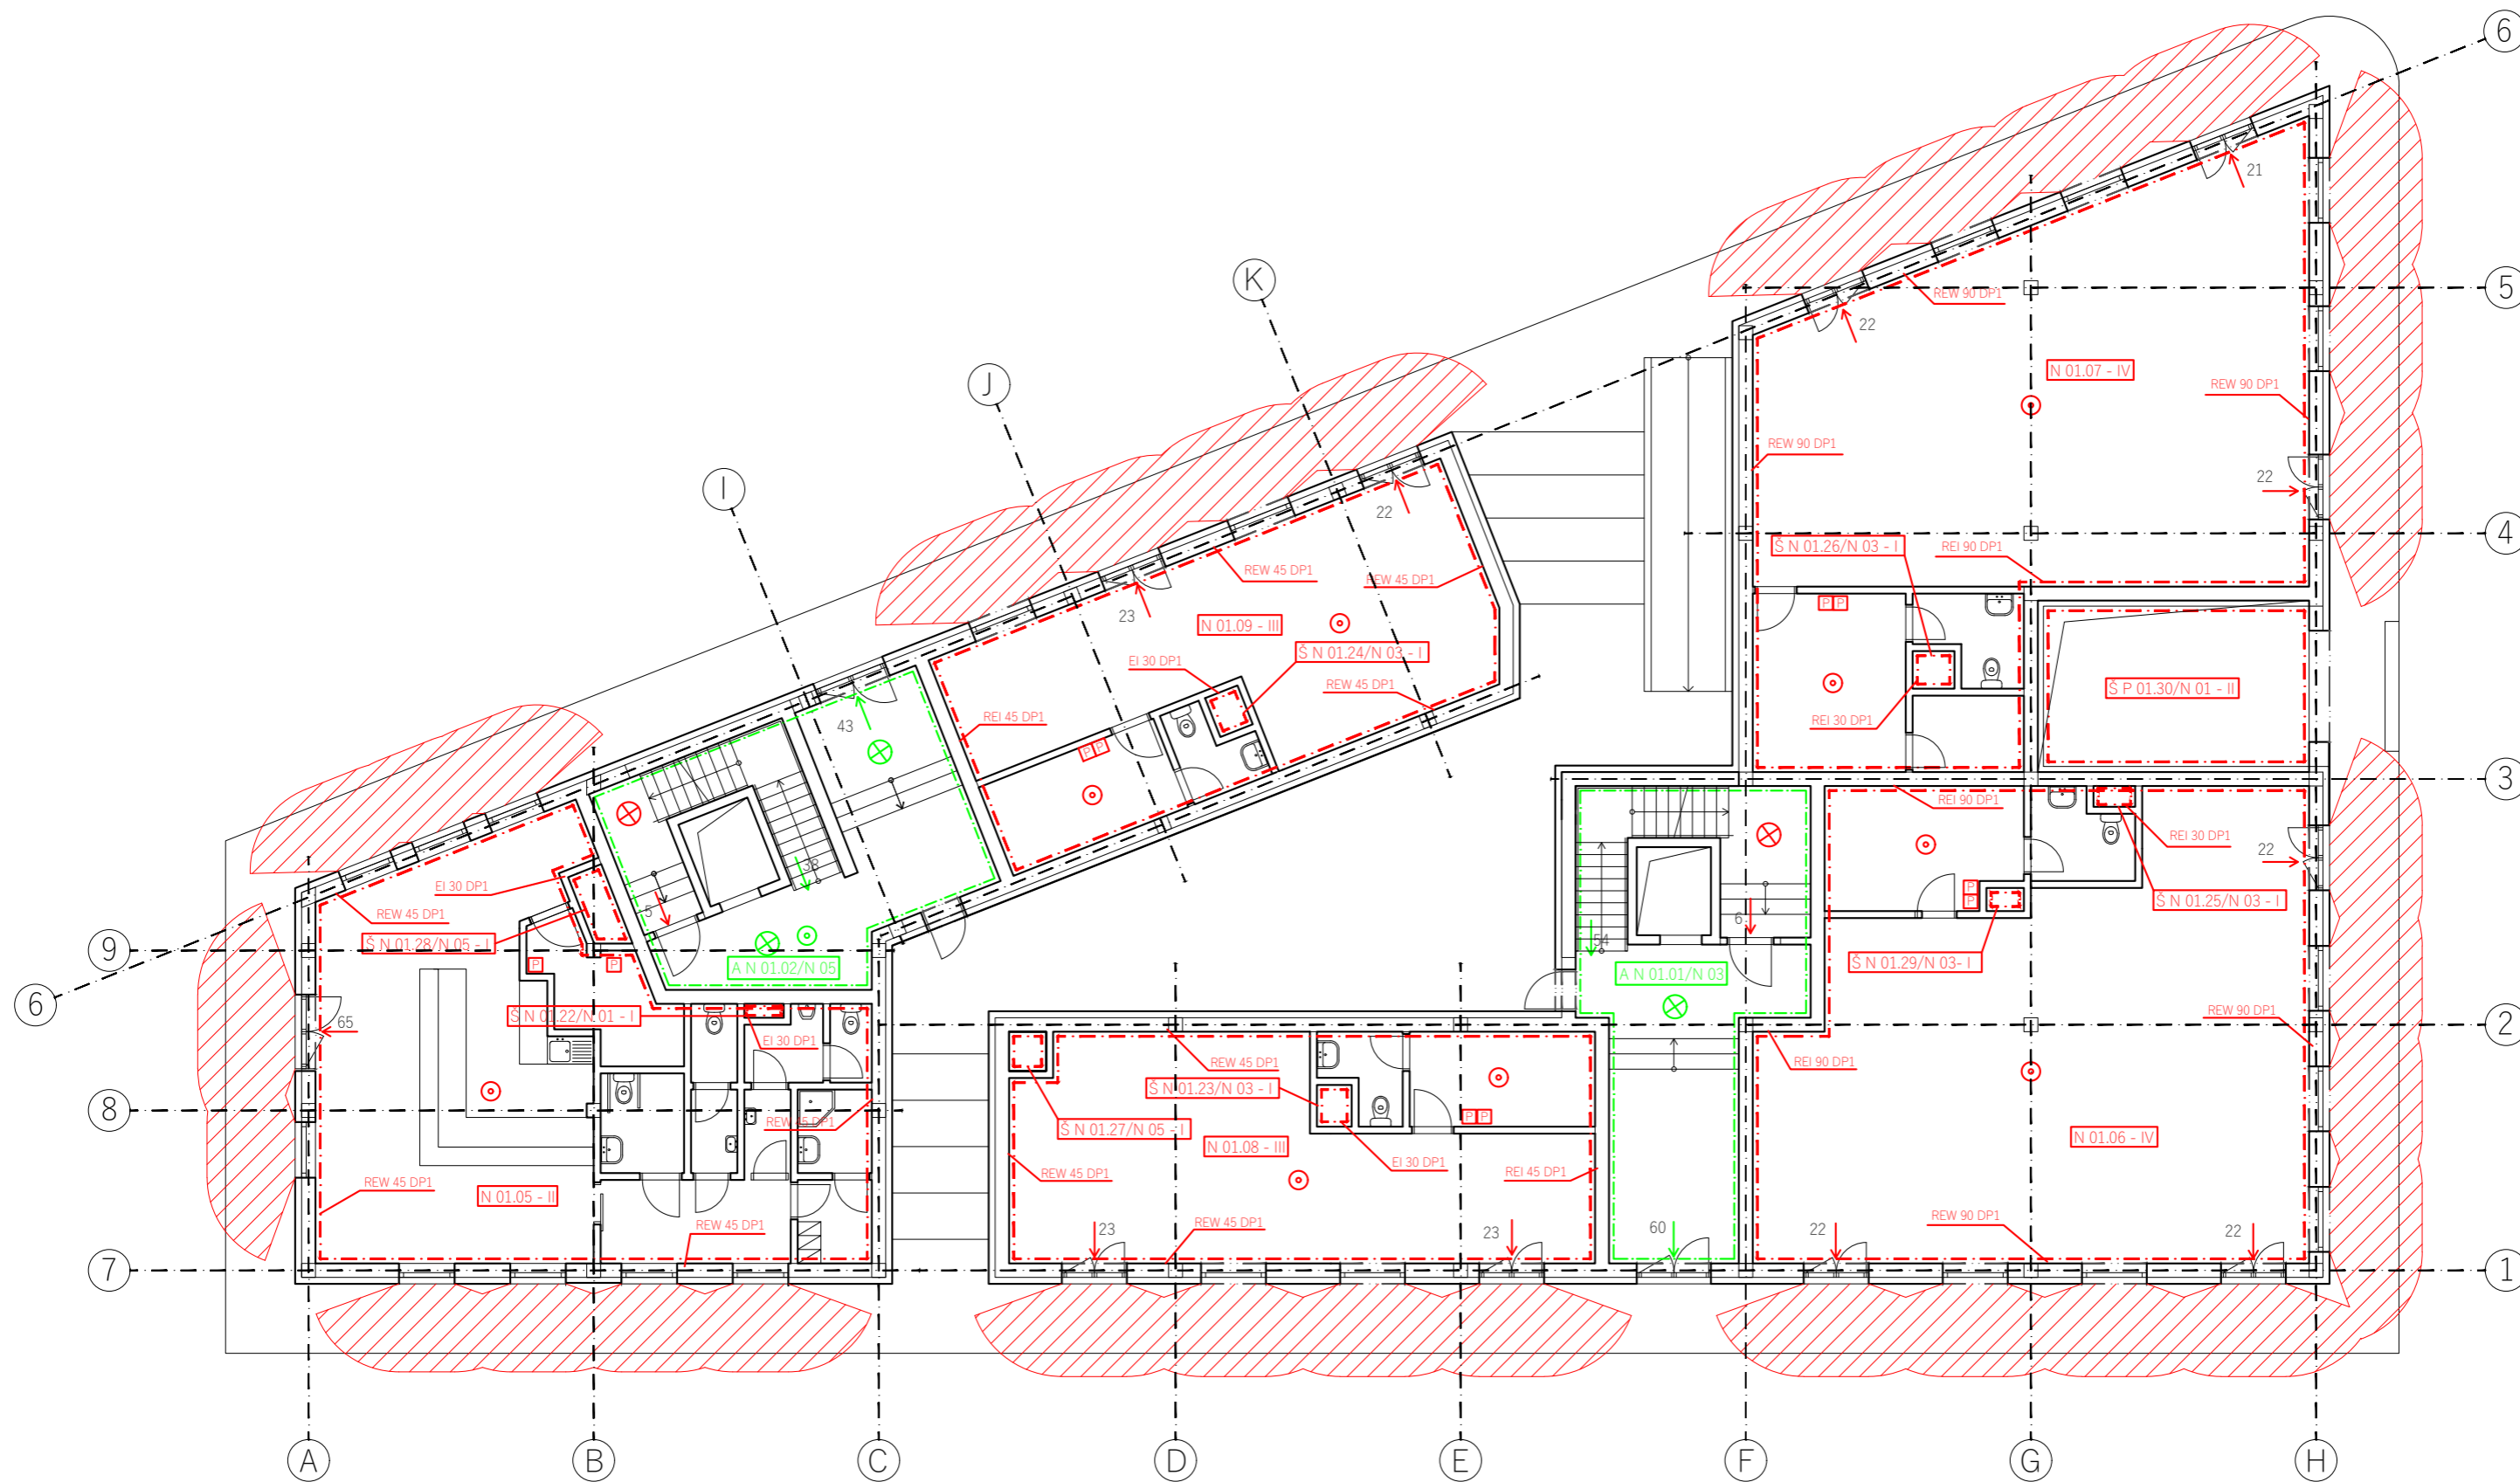 6
21
5
REW 90 DP1
22
K
N 01.07 - IV
REW 90 DP1
J
REW 90 DP1
I
22
22
4
Š N 01.26/N 03 - I
REI 90 DP1
REW 45 DP1
REW 45 DP1
23
P P
N 01.09 - III
Š N 01.24/N 03 - I
EI 30 DP1
REW 45 DP1
Š P 01.30/N 01 - II
REI 45 DP1
REI 30 DP1
43
P P
3
REI 90 DP1
REI 30 DP1
22
38
EI 30 DP1
P
P
Š N 01.25/N 03 - I
REW 45 DP1
5
6
Š N 01.28/N 05 - I
54
9
P
P
A N 01.02/N 05
A N 01.01/N 03
Š N 01.29/N 03- I
6
Š N 01.22/N 01 - I
REW 90 DP1
65
2
EI 30 DP1
REW 45 DP1
REI 90 DP1
Š N 01.23/N 03 - I
8
REW 45 DP1
P P
Š N 01.27/N 05 - I
N 01.08 - III
N 01.06 - IV
EI 30 DP1
REW 45 DP1
REI 45 DP1
REW 45 DP1
N 01.05 - II
REW 45 DP1
23
REW 45 DP1
23
60
22
REW 90 DP1
22
7
1
A
B
C
D
E
F
G
H